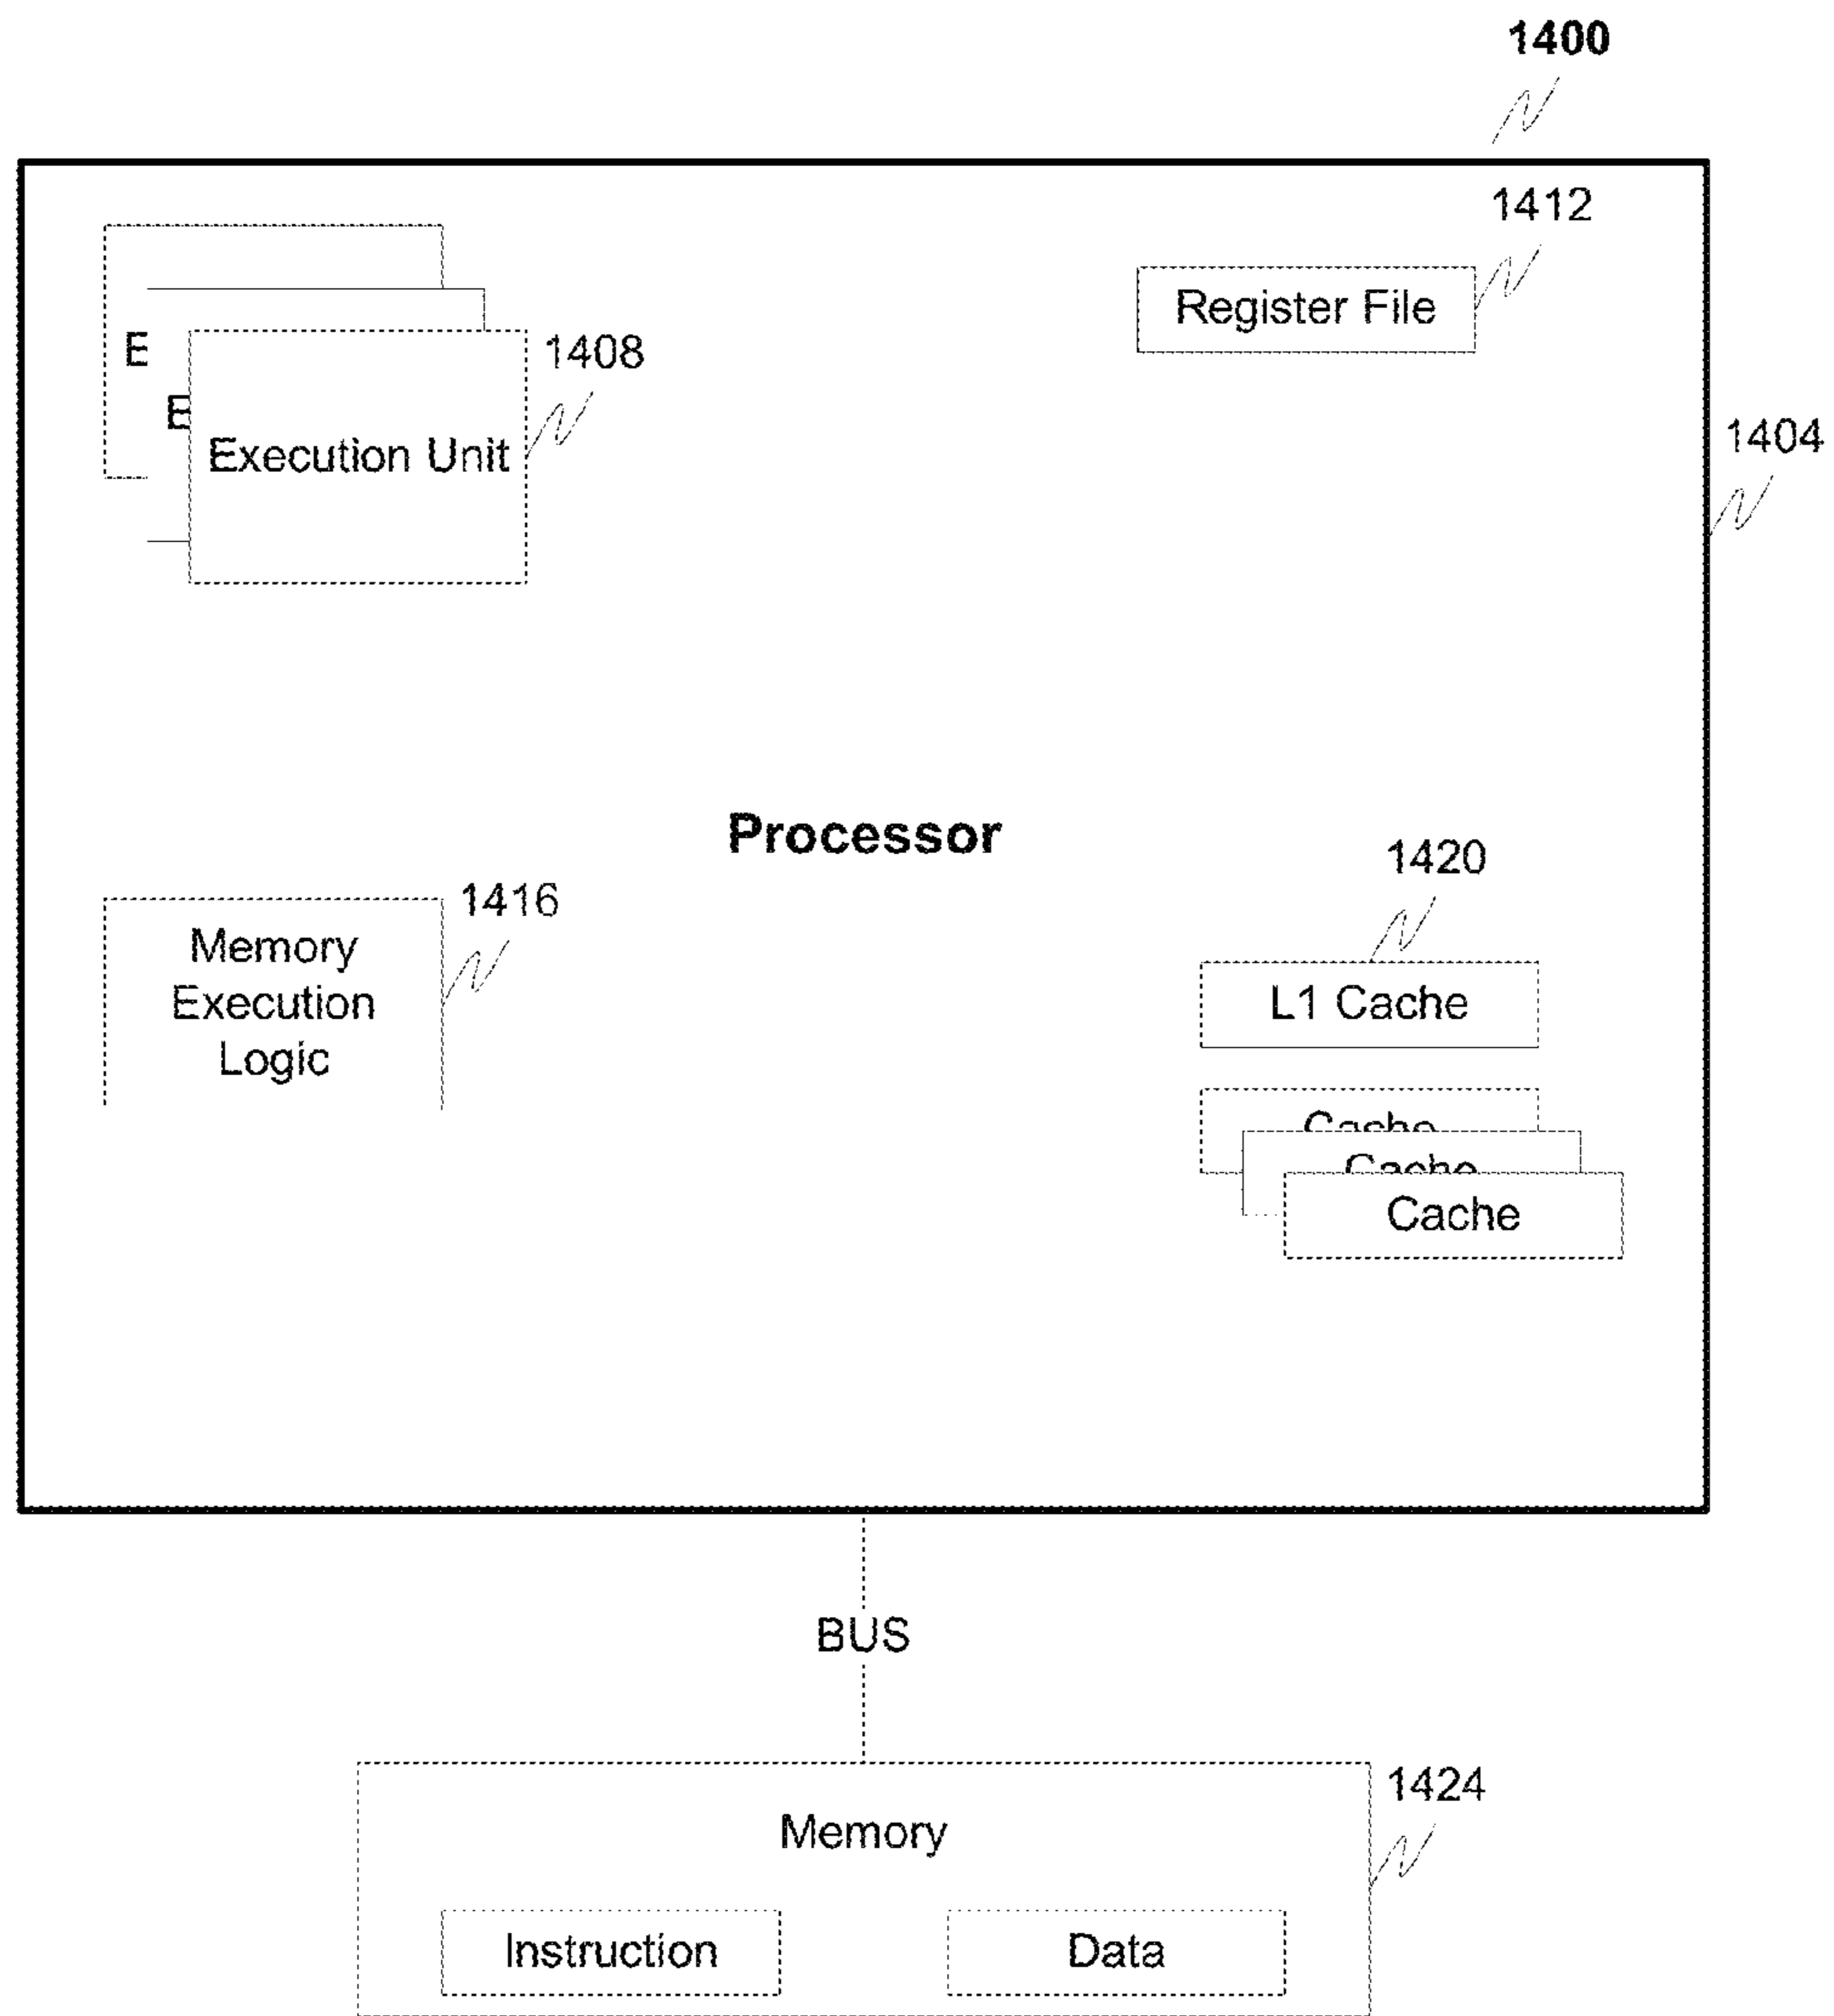 1400
1412
Register File
E
1408
E
Execution Unit
1404
Processor
1420
1416
Memory
Execution
Logic
L1 Cache
Cache
Cache
Cache
BUS
1424
Memory
Instruction
Data